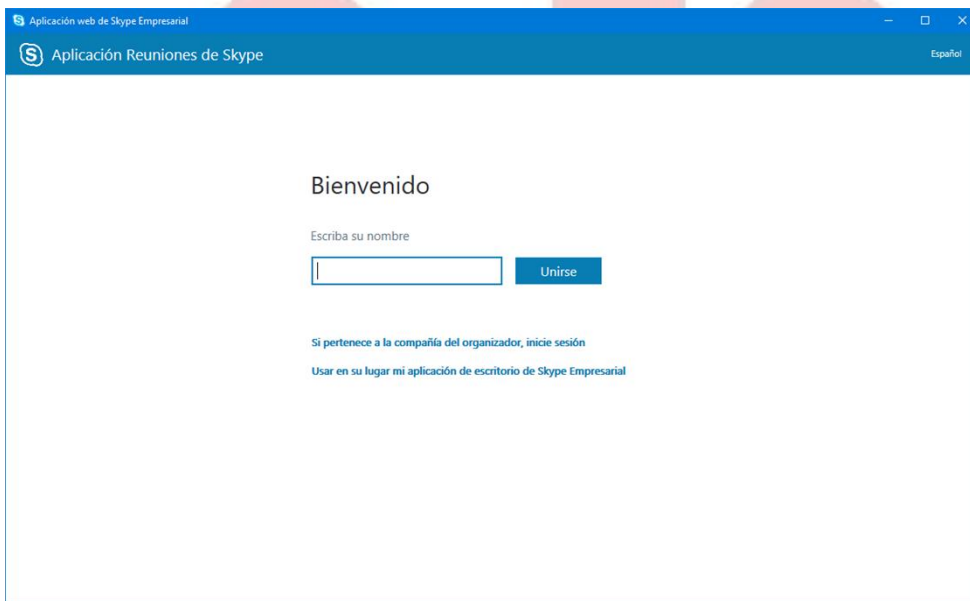 Aplicación web de Skype Empresarial
Aplicación Reuniones de Skype
Español
Bienvenido
Escriba su nombre
Unirse
Si pertenece a la compañía del organizador, inicie sesión
Usar en su lugar mi aplicación de escritorio de Skype Empresarial